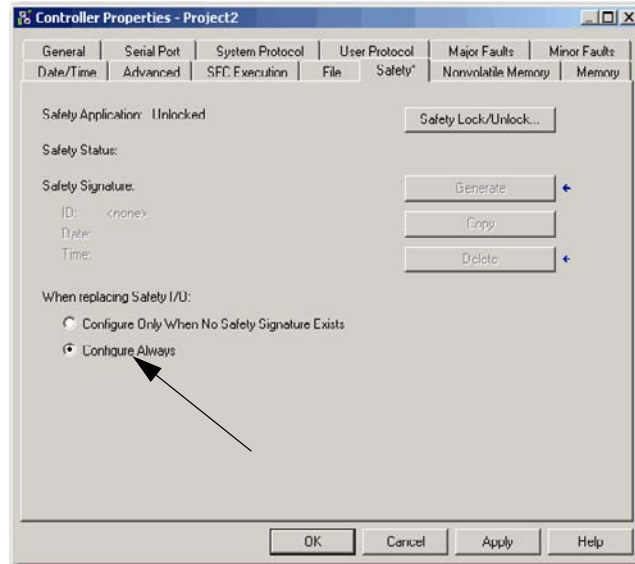 Controller Properties - Project2
General Serial Port System Protocol User Protocol Major Faults Minor Faults
Date/Time Advanced SFC Execution File Safety* Nonvolatile Memory Memory
Safety Application: Unlocked
Safety Lock/Unlock...
Safety Status:
Safety Signature:
Generate
ID: <none>
Copy
Date:
Time:
Delete
When replacing Safety I/O:
Configure Only When No Safety Signature Exists
Configure Always
OK Cancel Apply Help